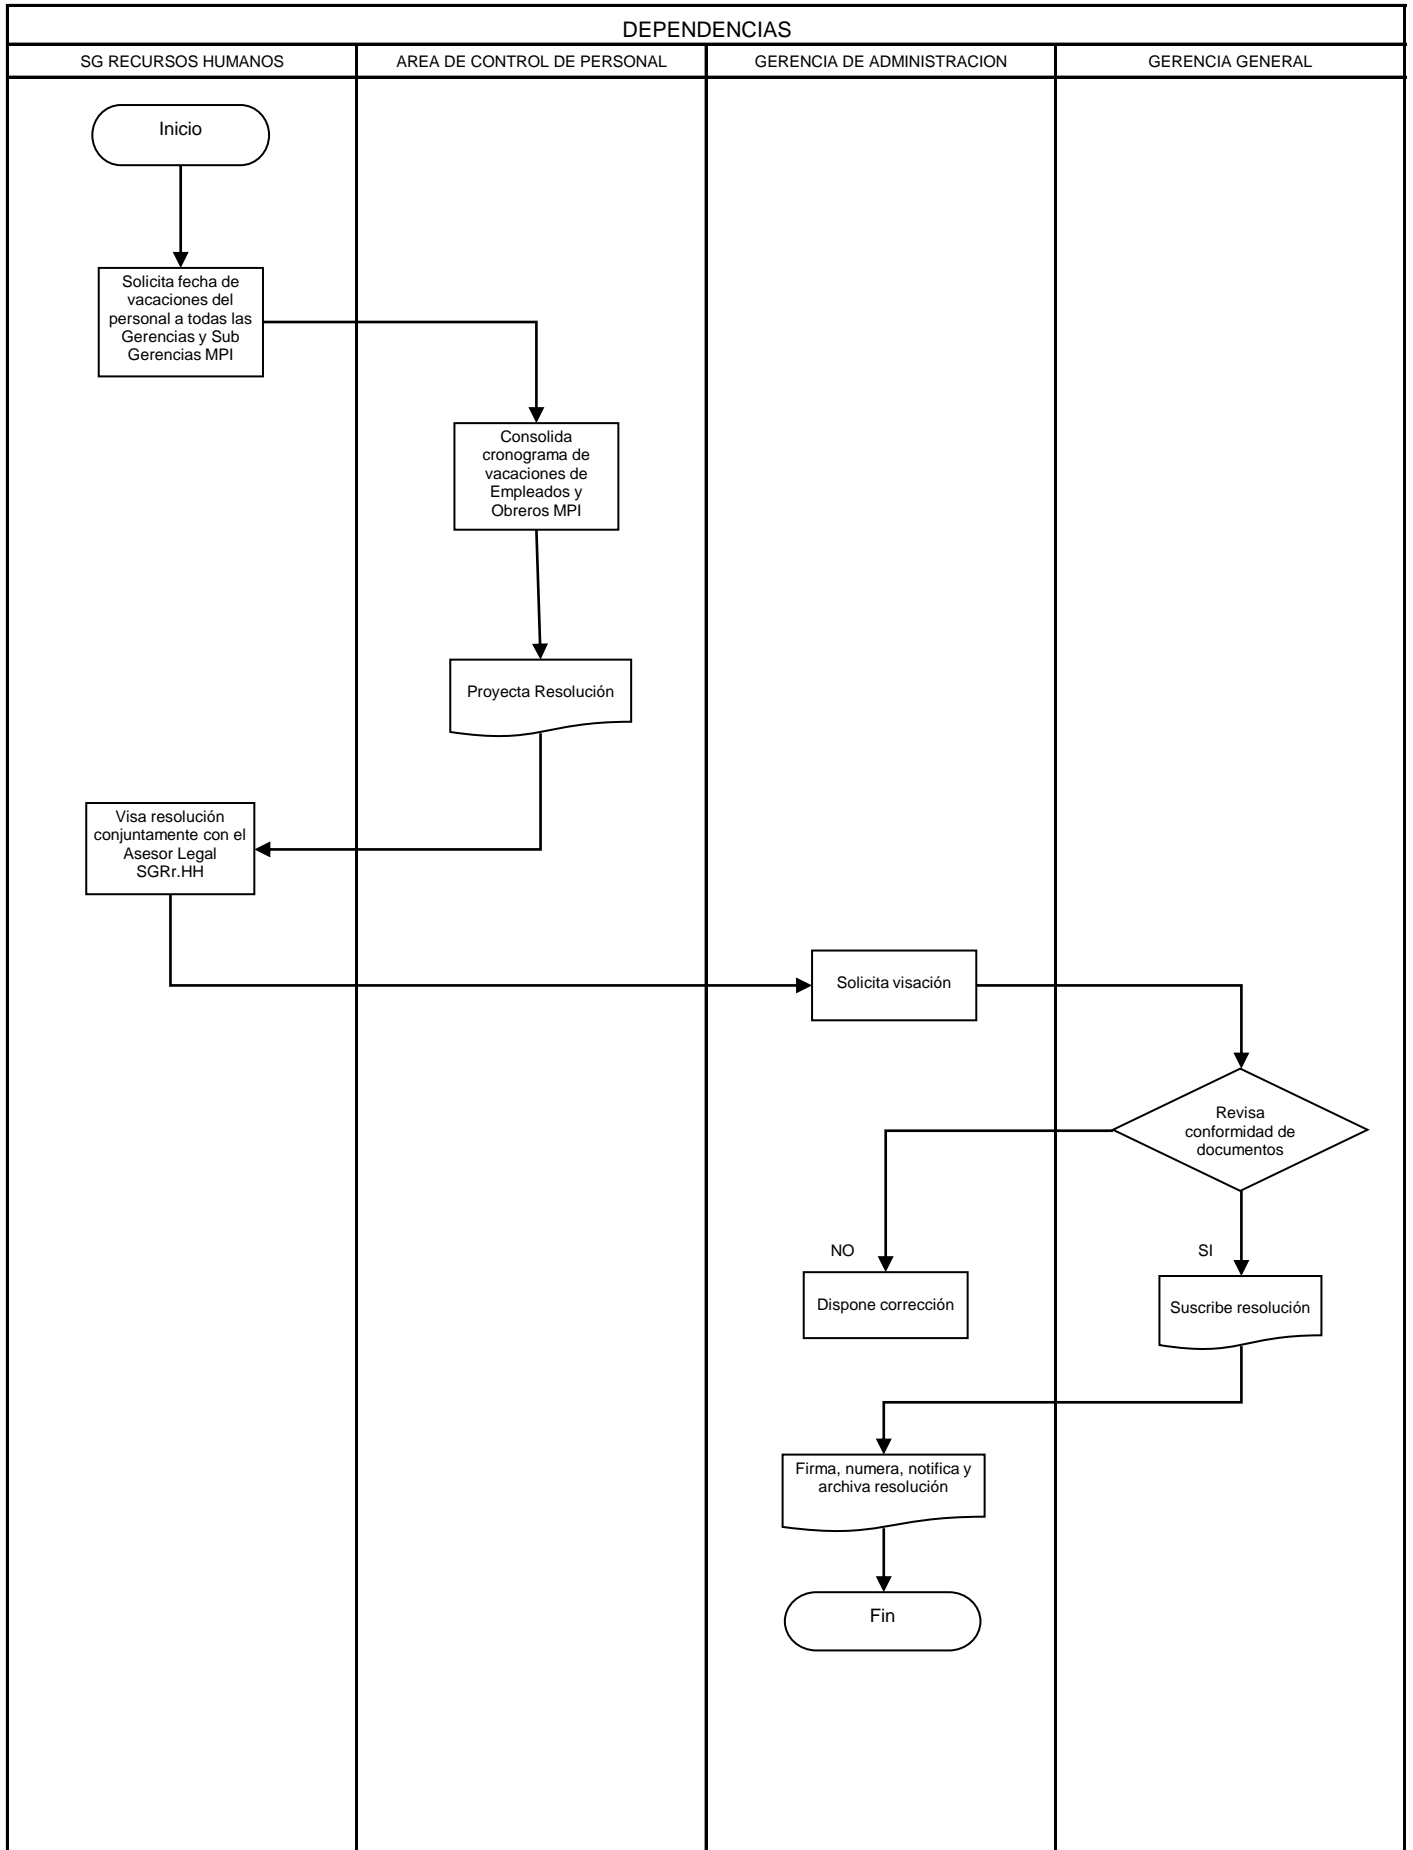 DEPENDENCIAS
SG RECURSOS HUMANOS
AREA DE CONTROL DE PERSONAL
GERENCIA DE ADMINISTRACION
GERENCIA GENERAL
Inicio
Solicita fecha de
vacaciones del
personal a todas las
Gerencias y Sub
Gerencias MPI
Consolida
cronograma de
vacaciones de
Empleados y
Obreros MPI
Proyecta Resolución
Visa resolución
conjuntamente con el
Asesor Legal
SGRr.HH
Solicita visación
Revisa
conformidad de
documentos
NO
SI
Dispone corrección
Suscribe resolución
Firma, numera, notifica y
archiva resolución
Fin